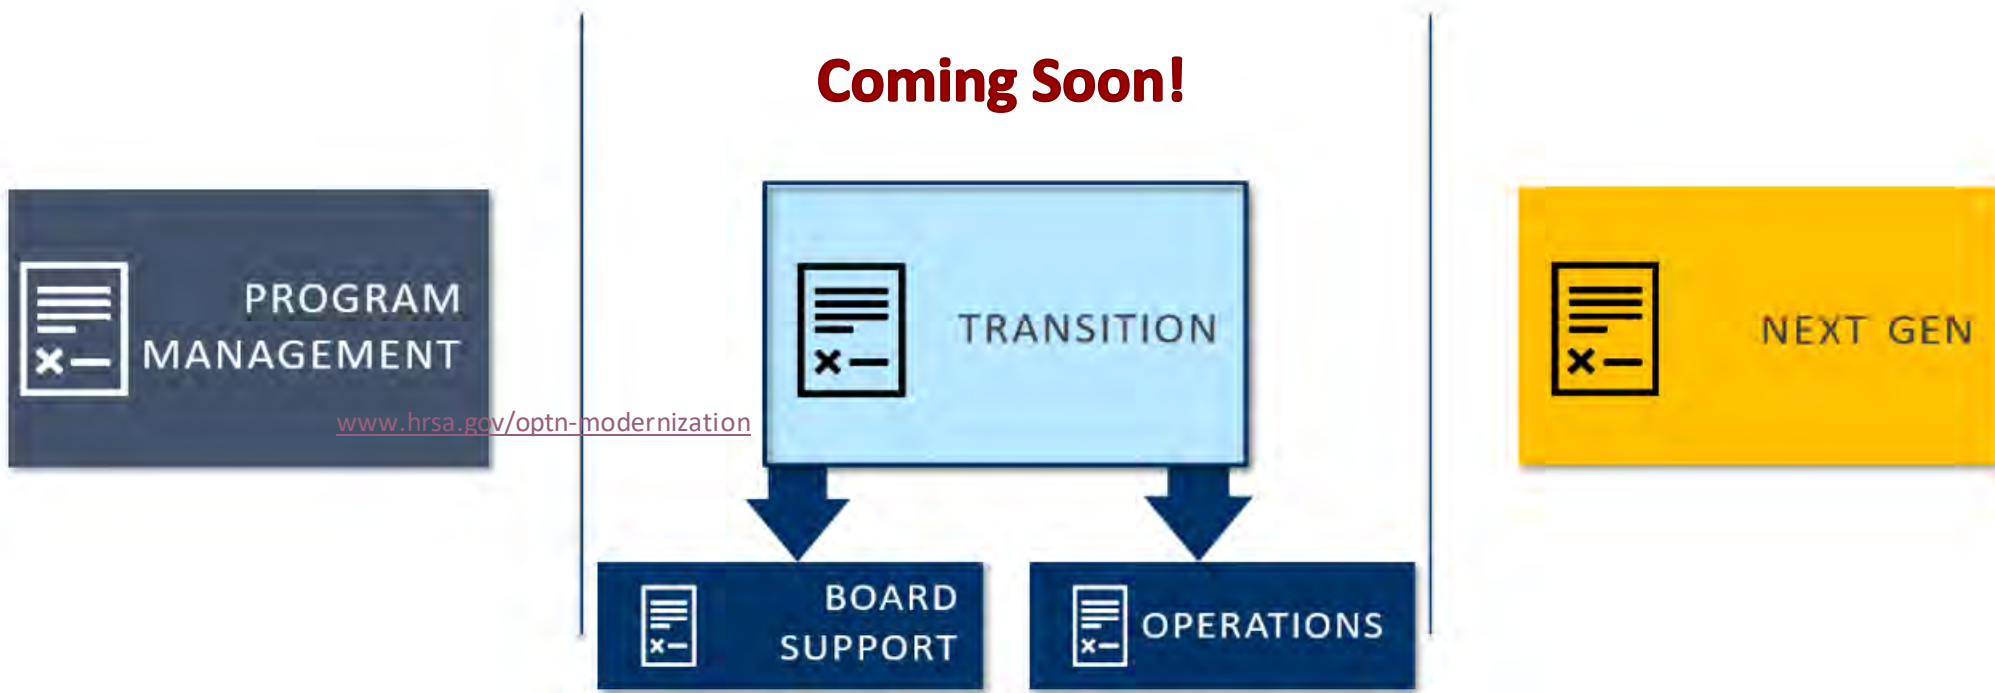 Coming Soon!
PROGRAM
MANAGEMENT
www.hrsa.gov/optn-modernization
TRANSITION
NEXT GEN
BOARD
SUPPORT
OPERATIONS